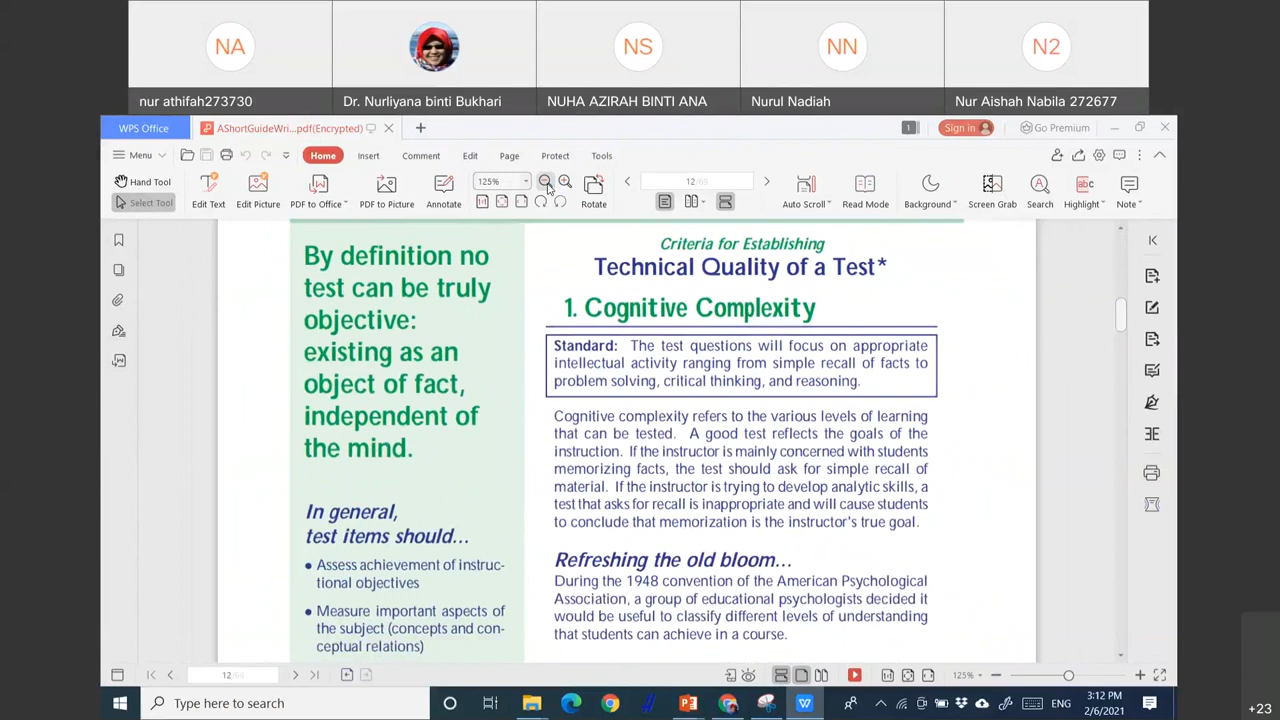 NA
NS
NN
N2
nur athifah273730
Dr. Nurliyana binti Bukhari
NUHA AZIRAH BINTI ANA
Nurul Nadiah
Nur Aishah Nabila 272677
WPS Office
AShortGuideWri...pdf(Encrypted)
1
Sign in
Go Premium
Menu
Home
Insert
Comment
Edit
Page
Protect
Tools
Hand Tool
Select Tool
Edit Text
Edit Picture
PDF to Office
PDF to Picture
Annotate
125%
Rotate
12/69
Auto Scroll
Read Mode
Background
Screen Grab
Search
Highlight
Note
By definition no
test can be truly
objective:
existing as an
object of fact,
independent of
the mind.
In general,
test items should...
• Assess achievement of instruc-
tional objectives
• Measure important aspects of
the subject (concepts and con-
ceptual relations)
Criteria for Establishing
Technical Quality of a Test*
1. Cognitive Complexity
Standard: The test questions will focus on appropriate
intellectual activity ranging from simple recall of facts to
problem solving, critical thinking, and reasoning.
Cognitive complexity refers to the various levels of learning
that can be tested. A good test reflects the goals of the
instruction. If the instructor is mainly concerned with students
memorizing facts, the test should ask for simple recall of
material. If the instructor is trying to develop analytic skills, a
test that asks for recall is inappropriate and will cause students
to conclude that memorization is the instructor's true goal.
Refreshing the old bloom...
During the 1948 convention of the American Psychological
Association, a group of educational psychologists decided it
would be useful to classify different levels of understanding
that students can achieve in a course.
12/69
125%
Type here to search
ENG
3:12 PM
2/6/2021
+23